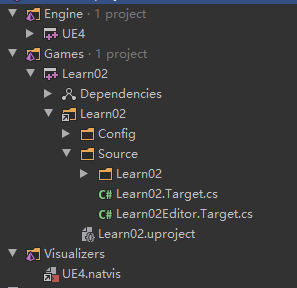 Engine · 1 project
UE4
Games · 1 project
Learn02
Dependencies
Learn02
Config
Source
Learn02
C# Learn02.Target.cs
C# Learn02Editor.Target.cs
Learn02.uproject
Visualizers
UE4.natvis